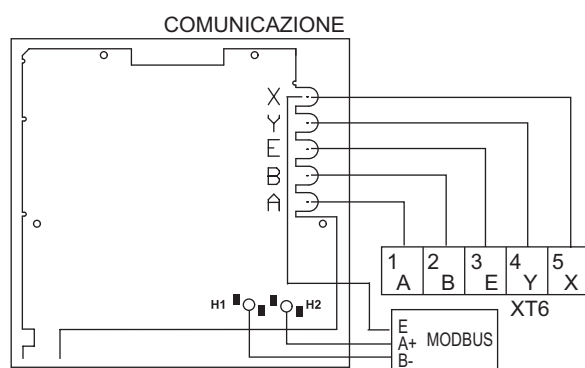 COMUNICAZIONE
X
Y
E
B
A
1 2 3 4 5
A B E Y X
XT6
H1 H2
E
A+ MODBUS
B-